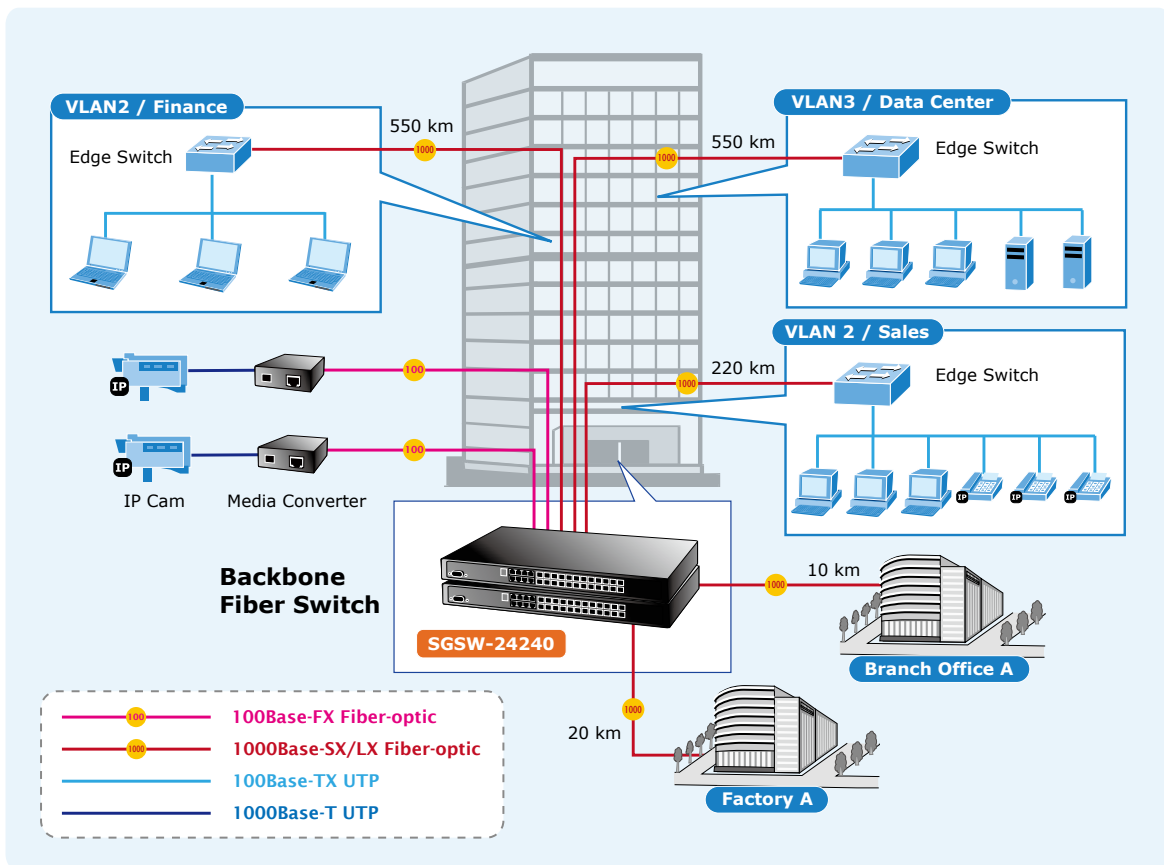 VLAN2 / Finance
550 km
Edge Switch
1000
VLAN3 / Data Center
550 km
Edge Switch
1000
VLAN 2 / Sales
220 km
Edge Switch
1000
IP
IP
IP
IP
100
IP
100
IP Cam
Media Converter
Backbone
Fiber Switch
SGSW-24240
10 km
1000
Branch Office A
20 km
1000
Factory A
100
100Base-FX Fiber-optic
1000
1000Base-SX/LX Fiber-optic
100Base-TX UTP
1000Base-T UTP